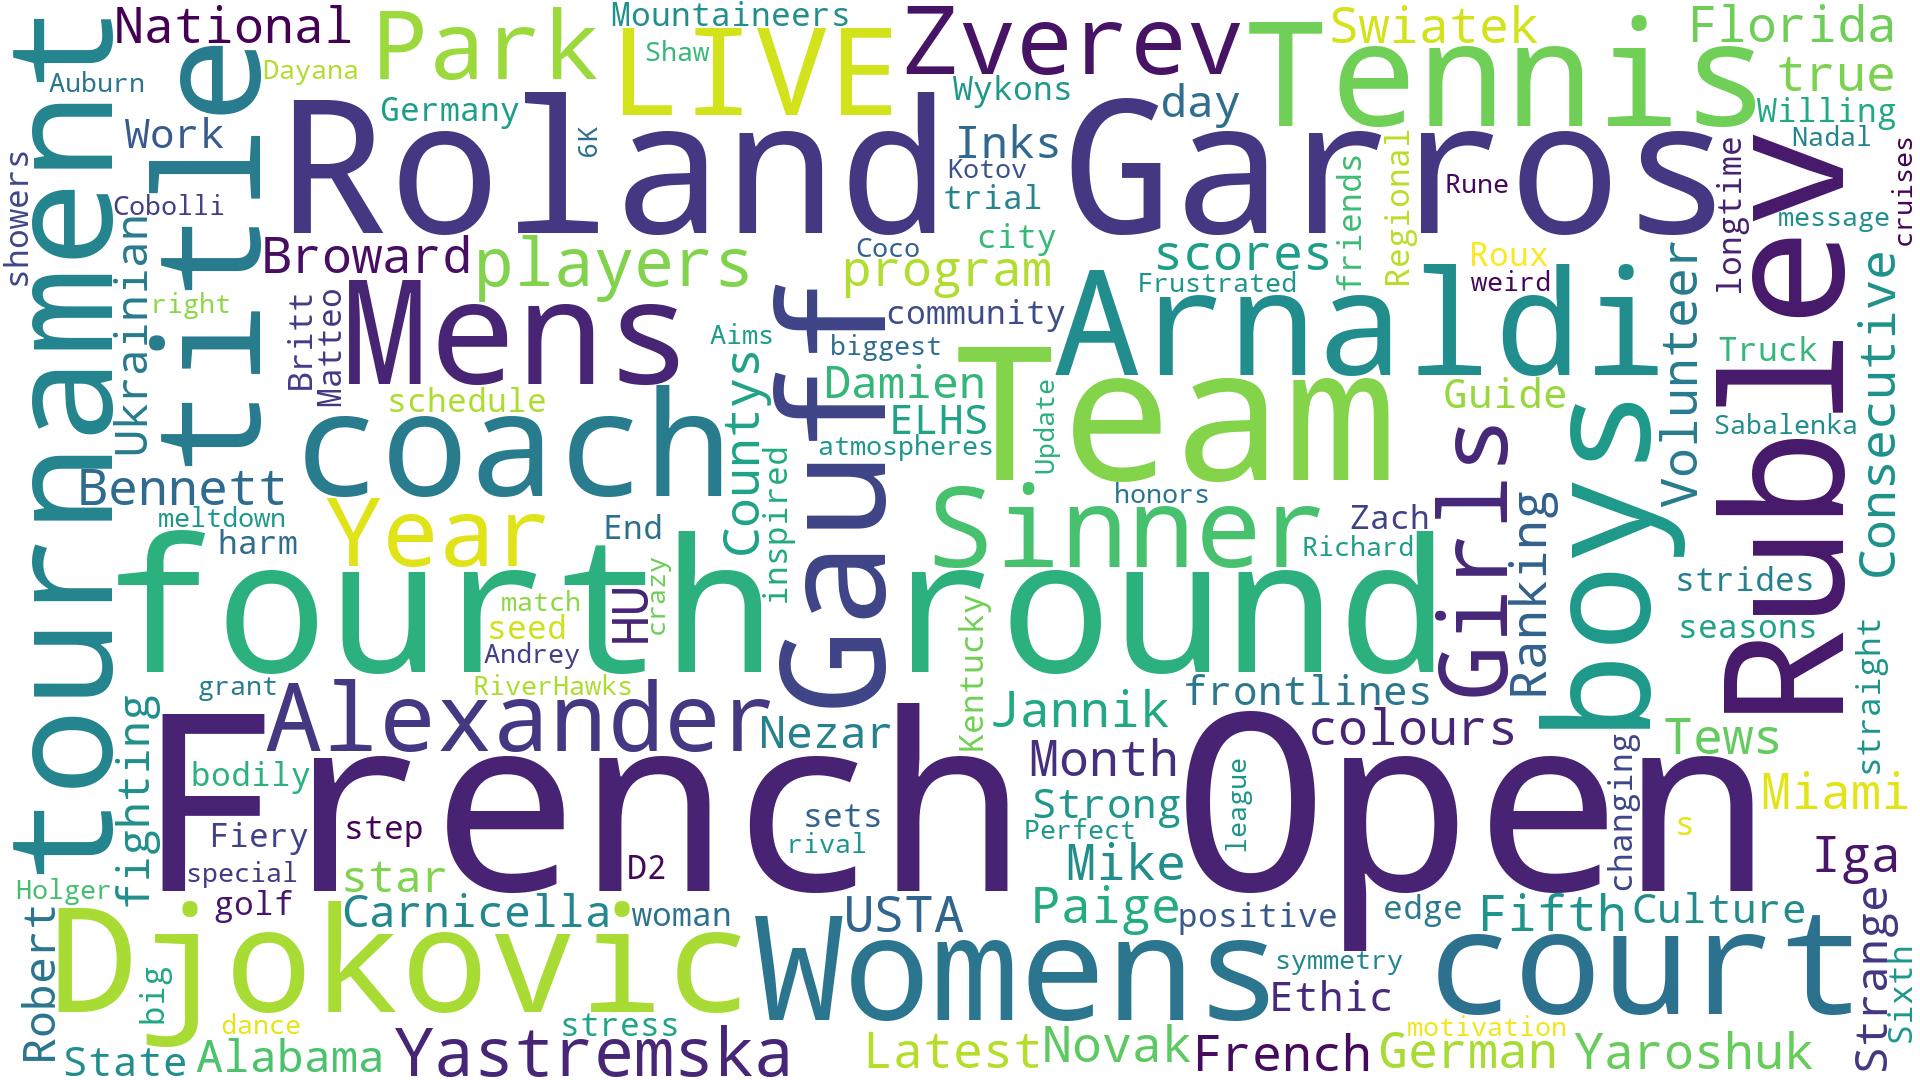 National
Park
Mountaineers
LIVE
Shaw
Zverev
Tennis
Swiatek
Florida
true
Auburn
Dayana
title
tournament
Work
Germany
6K
Roland Garros
Wykons
day
Inks
Kotov
trial
Willing
Nadal
longtime
Rublev
cruises
message
showers
Cobolli
Ukrainian
right
Broward
players
Coco
city
program
scores
friends
Regional
Rune
Roux
weird
Frustrated
Britt
Matteo
Mens
Aims
community
biggest
Gauff
Arnaldi
Volunteer
Truck
Consecutive
schedule
coach
Countys
Damien
ELHS
atmospheres
Update
Team
Guide
boys
Sabalenka
Bennett
meltdown
harm
Year
End
inspired
Sinner
honors
Zach
Richard
Girls
Ranking
strides
seasons
fourth round
match
seed
Andrey
HU
crazy
Kentucky
grant
RiverHawks
Alexander
Nezar
Jannik
frontlines
colours
Month
Tews
straight
fighting
bodily
French Open
Fiery
step
sets
rival
Strong
Perfect
league
changing
s
Miami
special
star
D2
Mike
Iga
Holger
golf
Carnicella
woman
USTA
Paige
positive
edge
Fifth
Culture
Robert
big
Djokovic
Womens
symmetry
Ethic
court
Strange
Sixth
dance
stress
motivation
State
Alabama
Yastremska
Latest
Novak
French
German
Yaroshuk